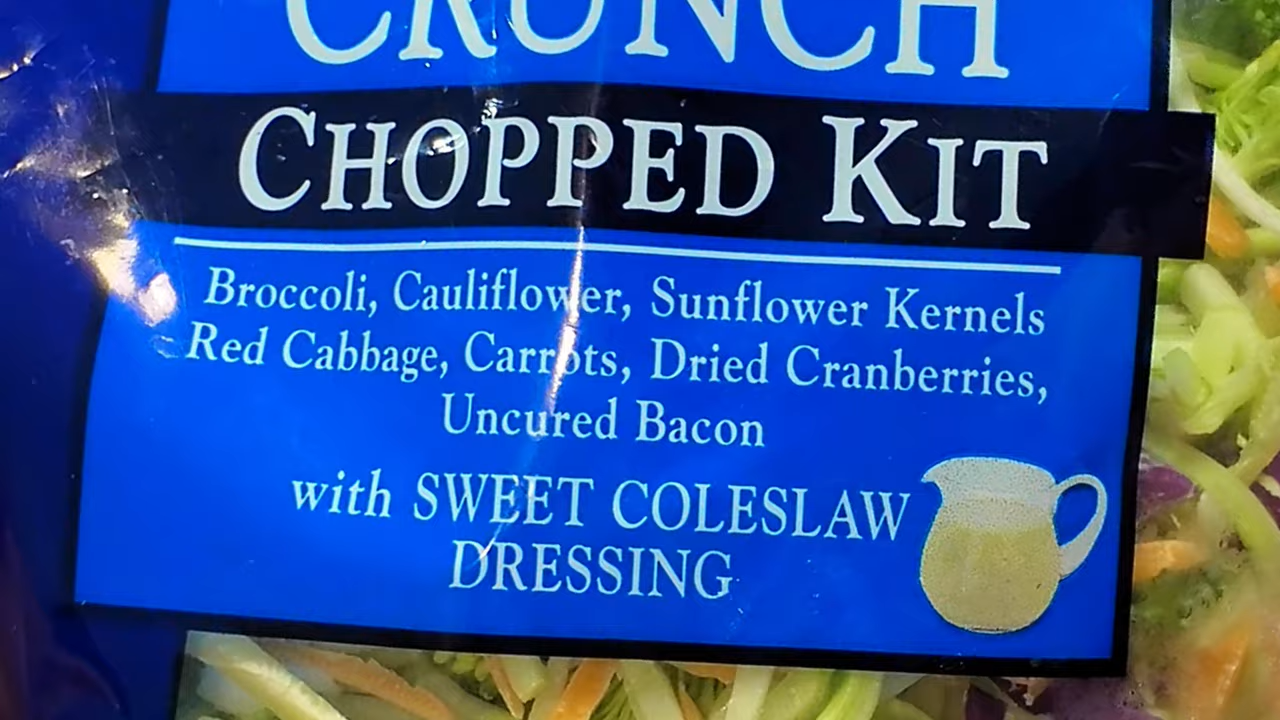 CRUNCH
CHOPPED KIT
Broccoli, Cauliflower, Sunflower Kernels
Red Cabbage, Carrots, Dried Cranberries,
Uncured Bacon
with SWEET COLESLAW
DRESSING